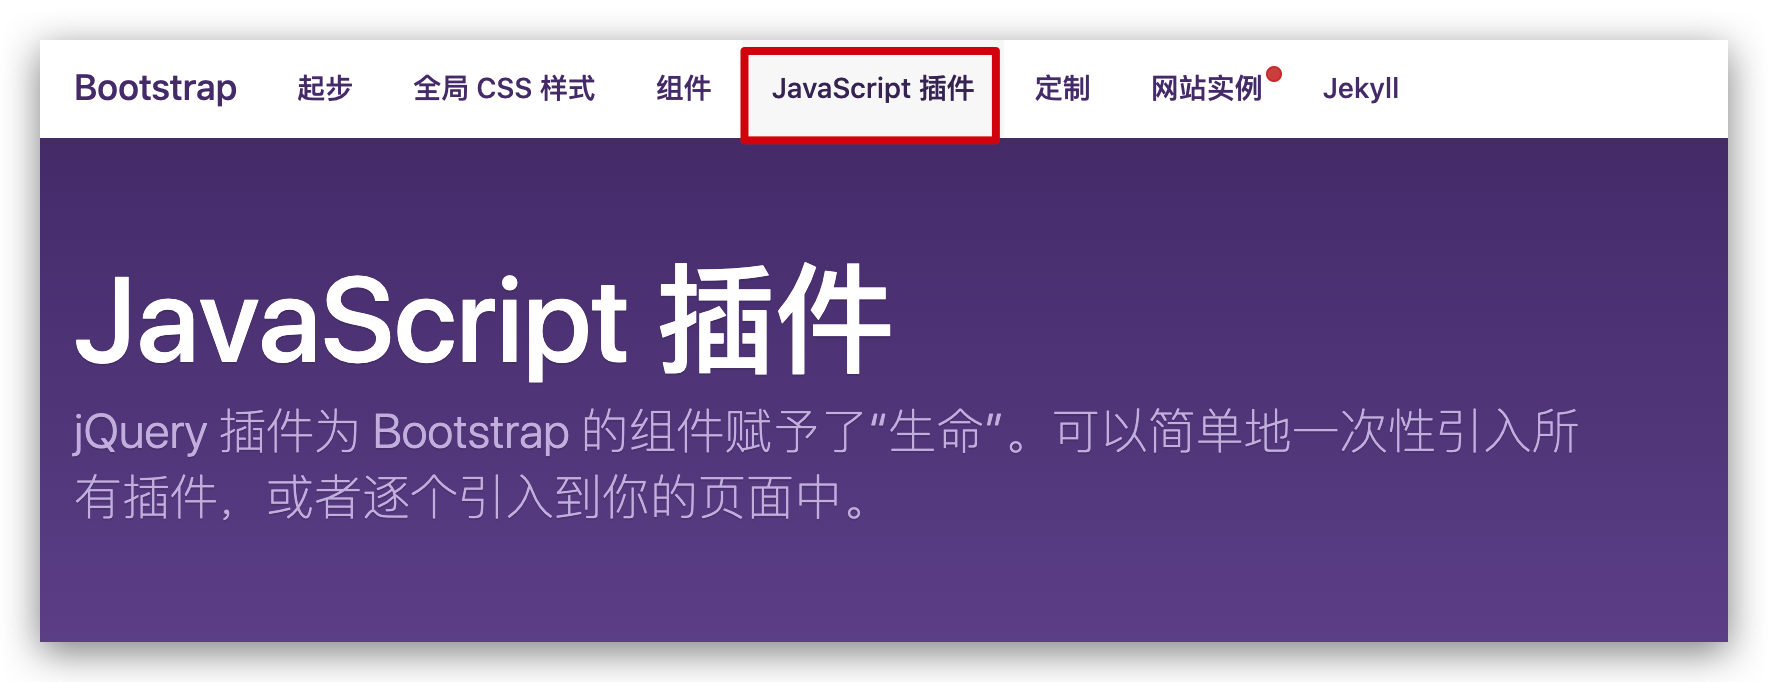 Bootstrap 起步 全局 CSS 样式 组件 JavaScript 插件 定制 网站实例 Jekyll
JavaScript 插件
jQuery 插件为 Bootstrap 的组件赋予了“生命”。可以简单地一次性引入所
有插件，或者逐个引入到你的页面中。